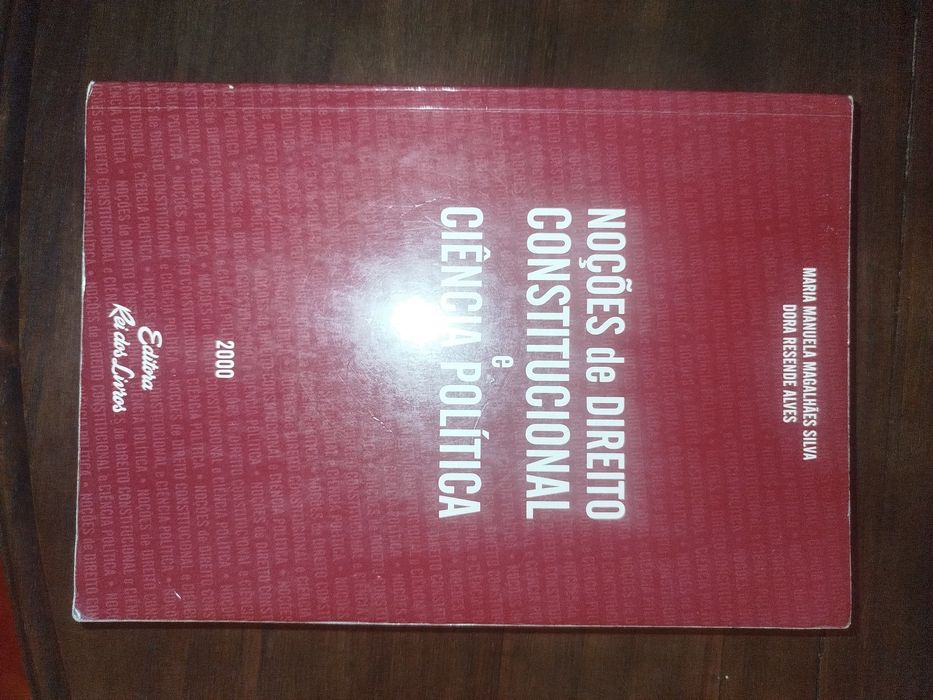 MARIA MANUELA MAGALHÃES SILVA
DORA RESENDE ALVES
NOÇÕES de DIREITO
CONSTITUCIONAL
e
CIÊNCIA POLÍTICA
2000
Editora
Rei dos Livros